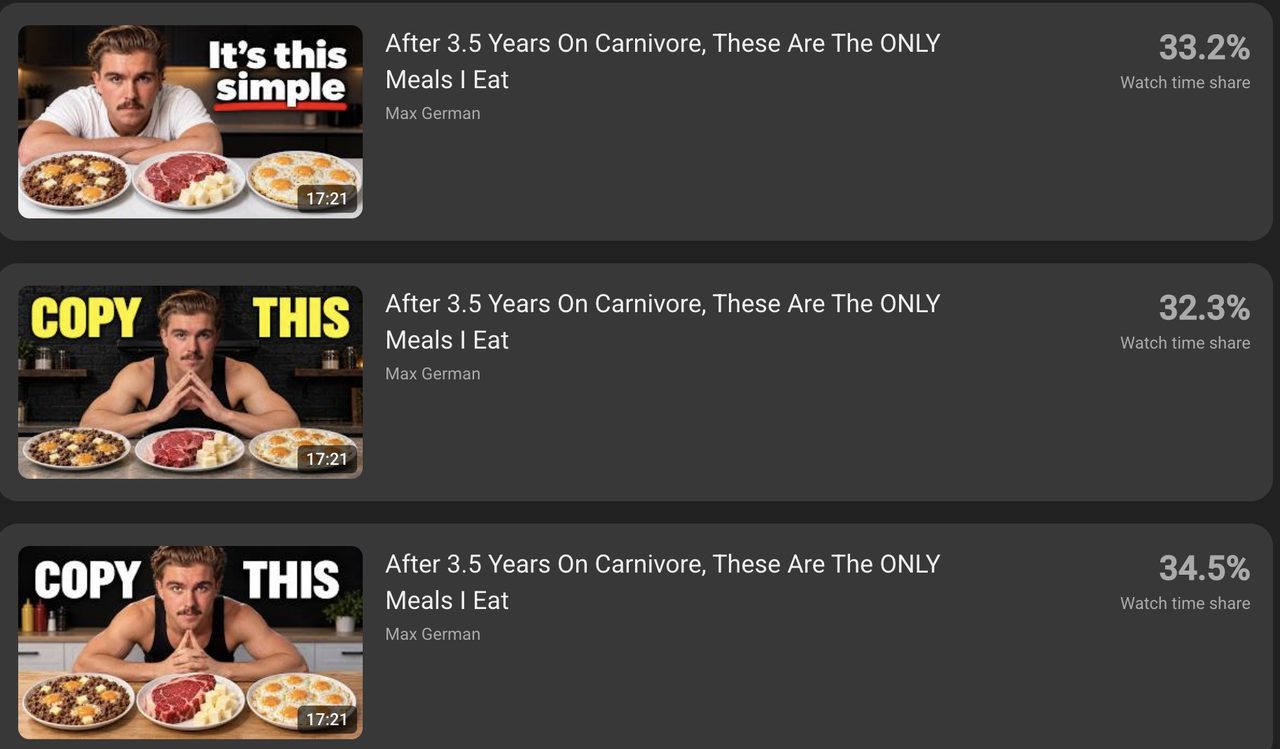 It's this
simple
17:21
After 3.5 Years On Carnivore, These Are The ONLY
Meals I Eat
Max German
33.2%
Watch time share
COPY THIS
17:21
After 3.5 Years On Carnivore, These Are The ONLY
Meals I Eat
Max German
32.3%
Watch time share
COPY THIS
17:21
After 3.5 Years On Carnivore, These Are The ONLY
Meals I Eat
Max German
34.5%
Watch time share